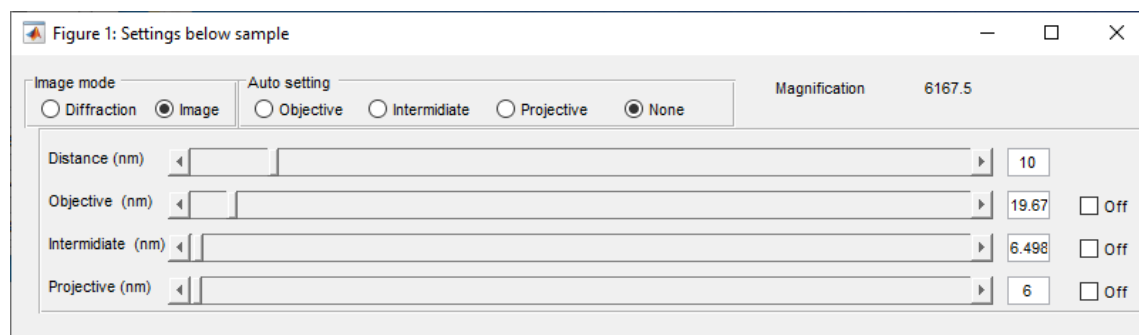 Figure 1: Settings below sample
Image mode
Auto setting
Magnification 6167.5
Diffraction Image Objective Intermidiate Projective None
Distance (nm) 10
Objective (nm) 19.67 Off
Intermidiate (nm) 6.498 Off
Projective (nm) 6 Off